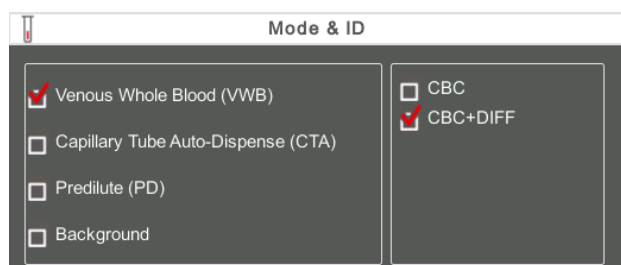 Mode & ID
Venous Whole Blood (VWB)
Capillary Tube Auto-Dispense (CTA)
Predilute (PD)
Background
CBC
CBC+DIFF